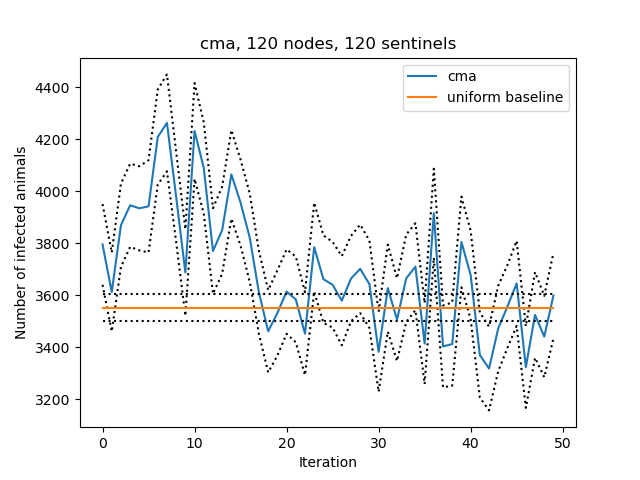 cma, 120 nodes, 120 sentinels
cma
uniform baseline
4400
4200
4000
3800
3600
3400
3200
Number of infected animals
0 10 20 30 40 50
Iteration